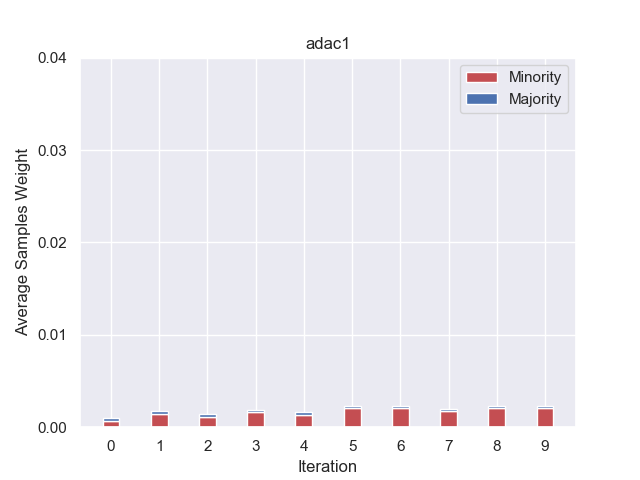 adac1
Minority
Majority
Average Samples Weight
0.04
0.03
0.02
0.01
0.00
0 1 2 3 4 5 6 7 8 9
Iteration